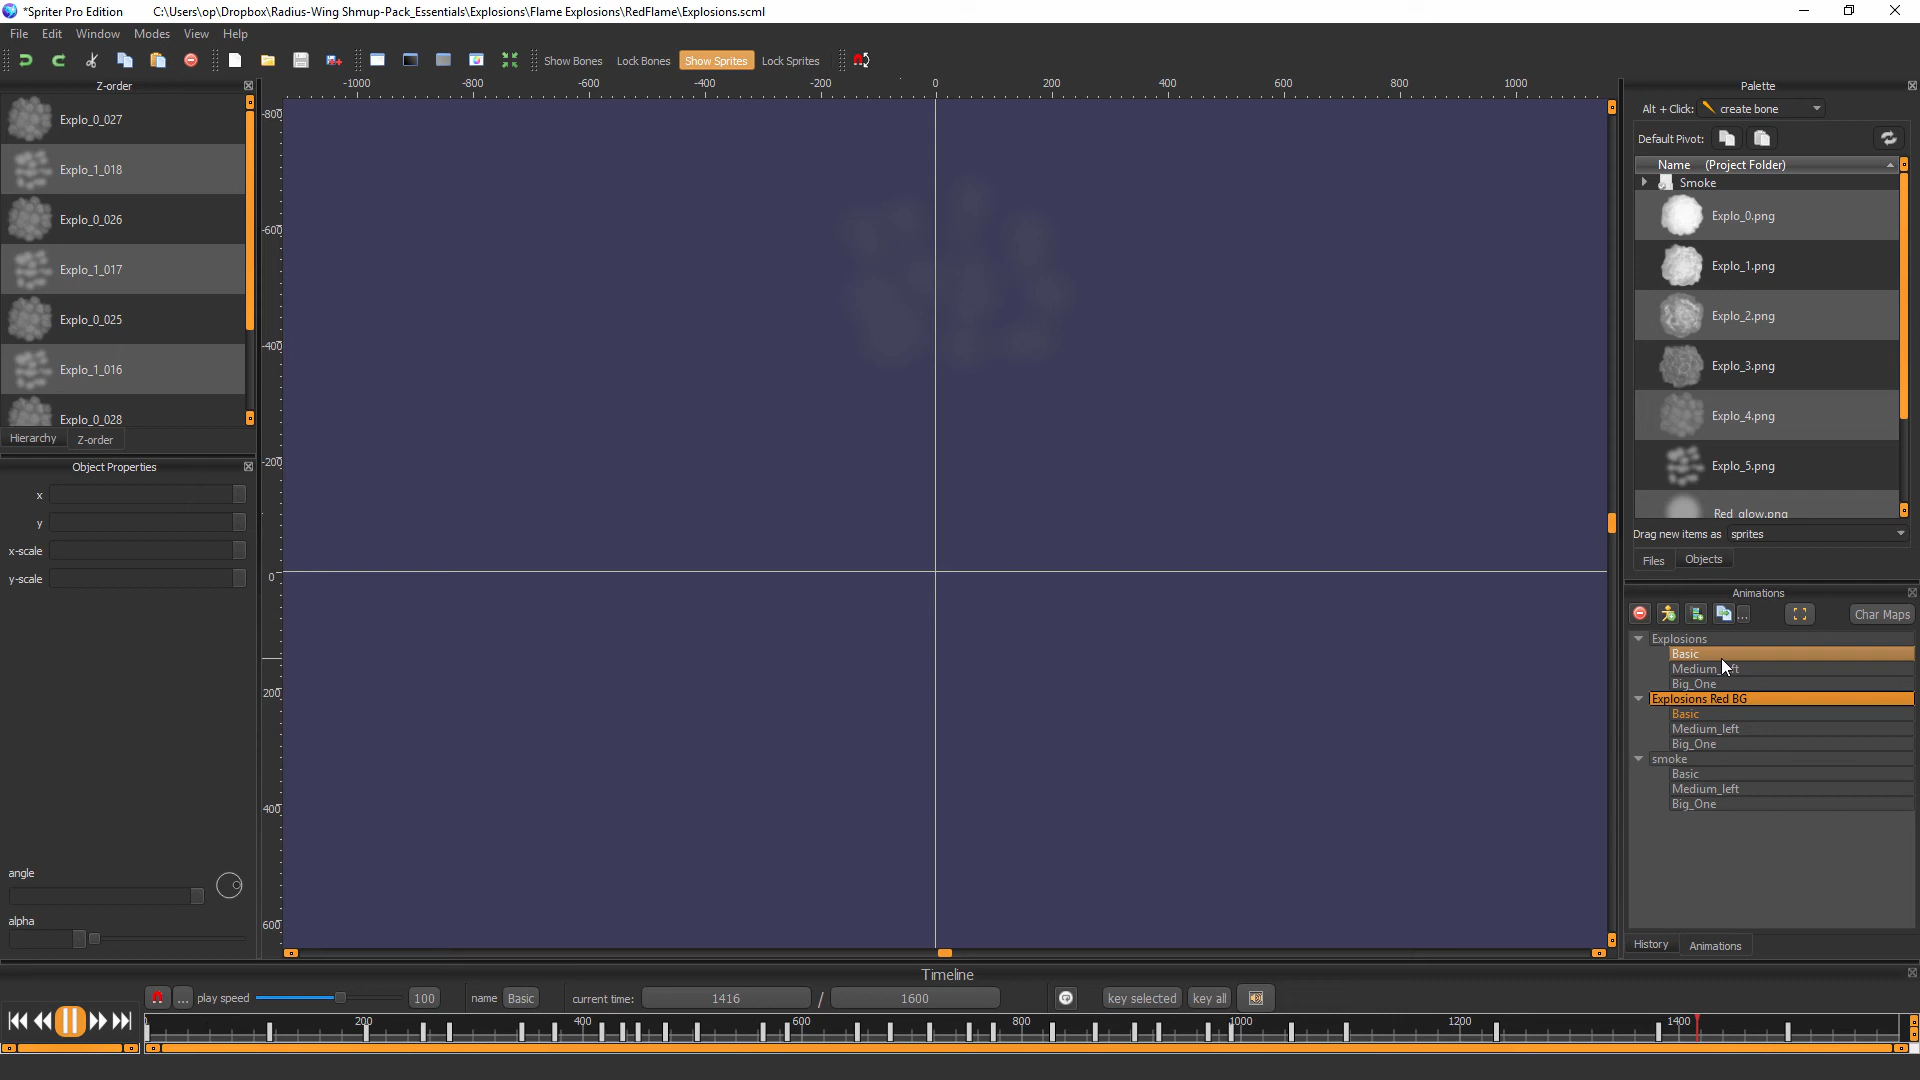 *Spriter Pro Edition C:\Users\op\Dropbox\Radius-Wing Shmup-Pack_Essentials\Explosions\Flame Explosions\RedFlame\Explosions.scml
File Edit Window Modes View Help
Show Bones Lock Bones Show Sprites Lock Sprites
Z-order
Explo_0_027
Explo_1_018
Explo_0_026
Explo_1_017
Explo_0_025
Explo_1_016
Explo_0_028
Hierarchy Z-order
Object Properties
x
y
x-scale
y-scale
angle
alpha
-1000 -800 -600 -400 -200 0 200 400 600 800 1000
-800
-600
-400
-200
0
200
400
600
Palette
Alt + Click: create bone
Default Pivot:
Name (Project Folder)
Smoke
Explo_0.png
Explo_1.png
Explo_2.png
Explo_3.png
Explo_4.png
Explo_5.png
Red_glow.png
Drag new items as sprites
Files Objects
Animations
... Char Maps
Explosions
Basic
Medium_left
Big_One
Explosions Red BG
Basic
Medium_left
Big_One
smoke
Basic
Medium_left
Big_One
History Animations
Timeline
... play speed 100 name Basic current time: 1416 / 1600 key selected key all
0 200 400 600 800 1000 1200 1400